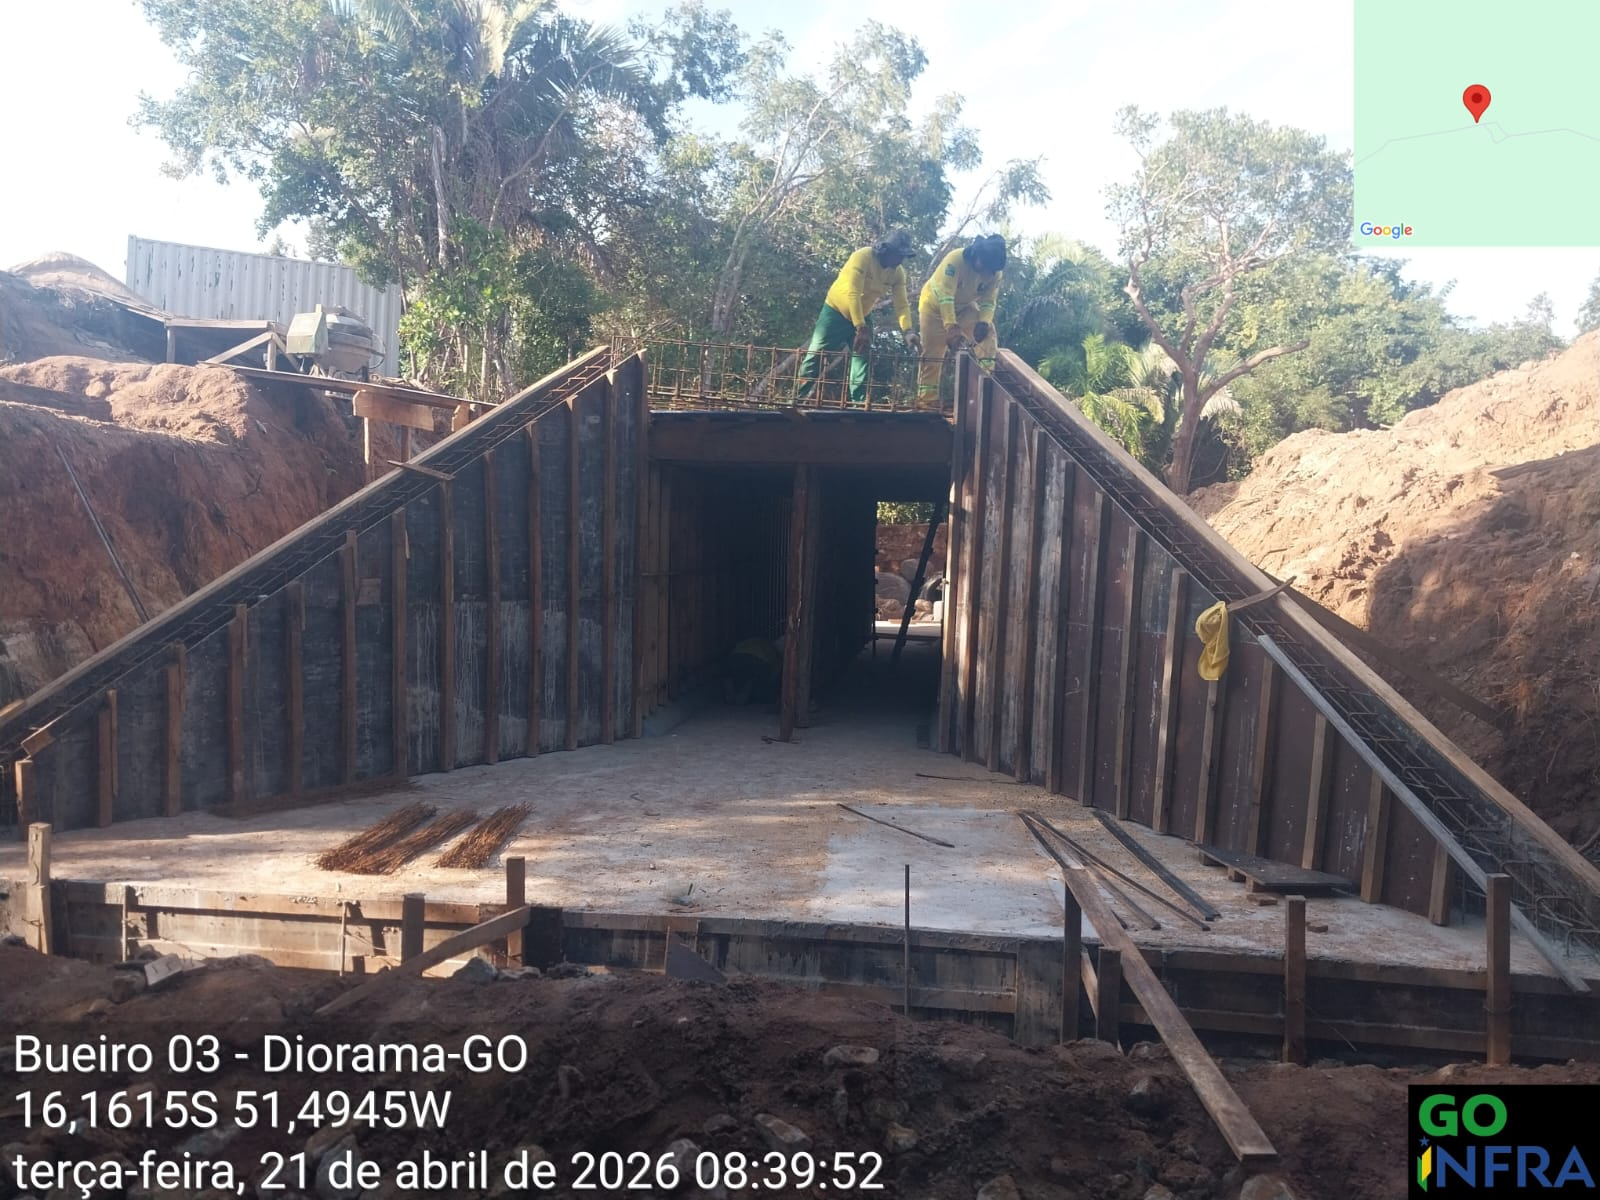 Google
Bueiro 03 - Diorama-GO
16,1615S 51,4945W
terça-feira, 21 de abril de 2026 08:39:52
GO
iNFRA